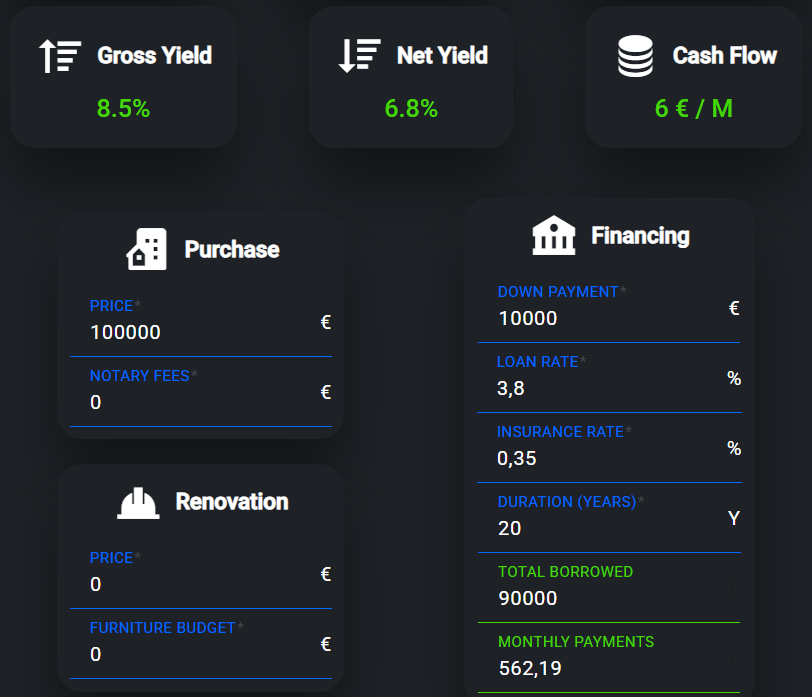 Gross Yield
8.5%
Net Yield
6.8%
Cash Flow
6 € / M
Purchase
PRICE*
100000 €
NOTARY FEES*
0 €
Renovation
PRICE*
0 €
FURNITURE BUDGET*
0 €
Financing
DOWN PAYMENT*
10000 €
LOAN RATE*
3,8 %
INSURANCE RATE*
0,35 %
DURATION (YEARS)*
20 Y
TOTAL BORROWED
90000
MONTHLY PAYMENTS
562,19